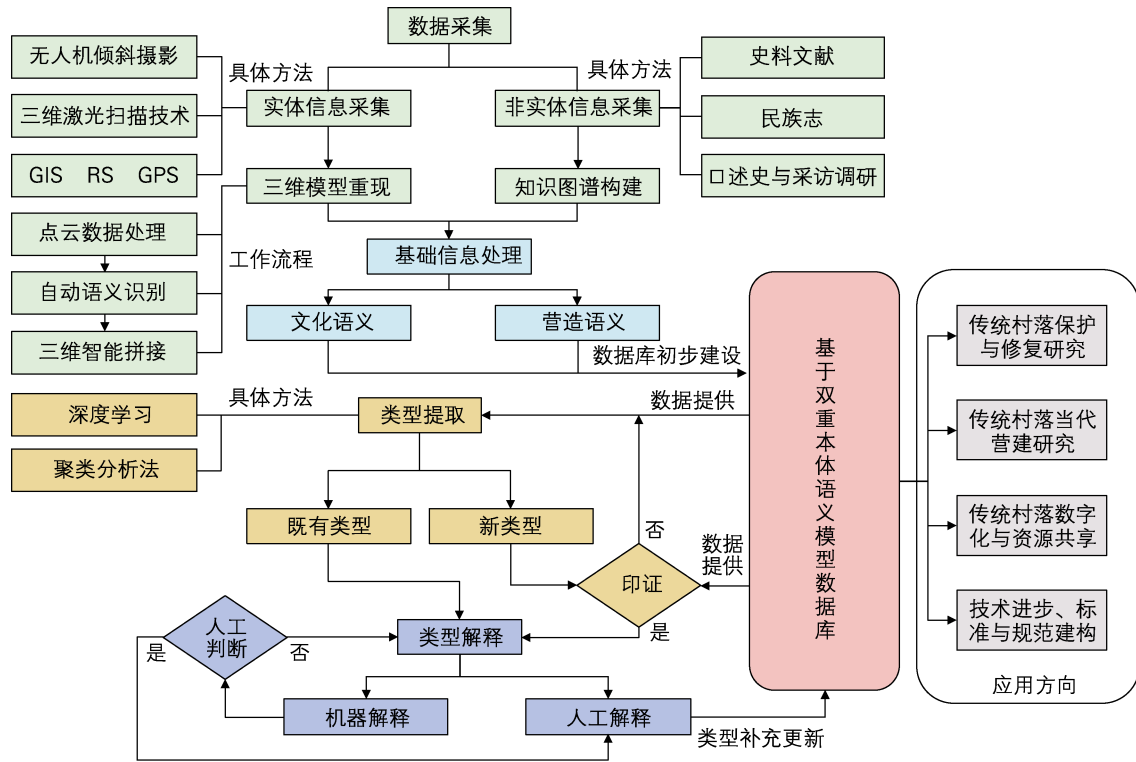 数据采集
无人机倾斜摄影
具体方法
具体方法
史料文献
三维激光扫描技术
实体信息采集
非实体信息采集
民族志
GIS RS GPS
三维模型重现
知识图谱构建
口述史与采访调研
点云数据处理
工作流程
基础信息处理
自动语义识别
文化语义
营造语义
三维智能拼接
数据库初步建设
基于双重本体语义模型数据库
传统村落保护
与修复研究
传统村落当代
营建研究
传统村落数字
化与资源共享
技术进步、标
准与规范建构
应用方向
深度学习
具体方法
类型提取
数据提供
聚类分析法
既有类型
新类型
否
数据
提供
印证
是
人工
判断
是
否
类型解释
机器解释
人工解释
类型补充更新